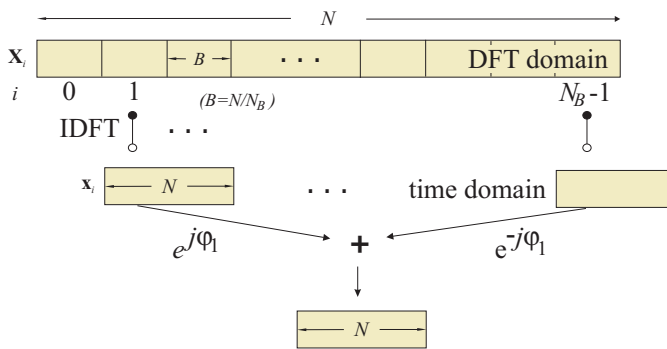 N
X_i B ... DFT domain
i 0 1 (B=N/N_B) N_B-1
IDFT ...
x_i N ... time domain
e^{jφ_1} + e^{-jφ_1}
N